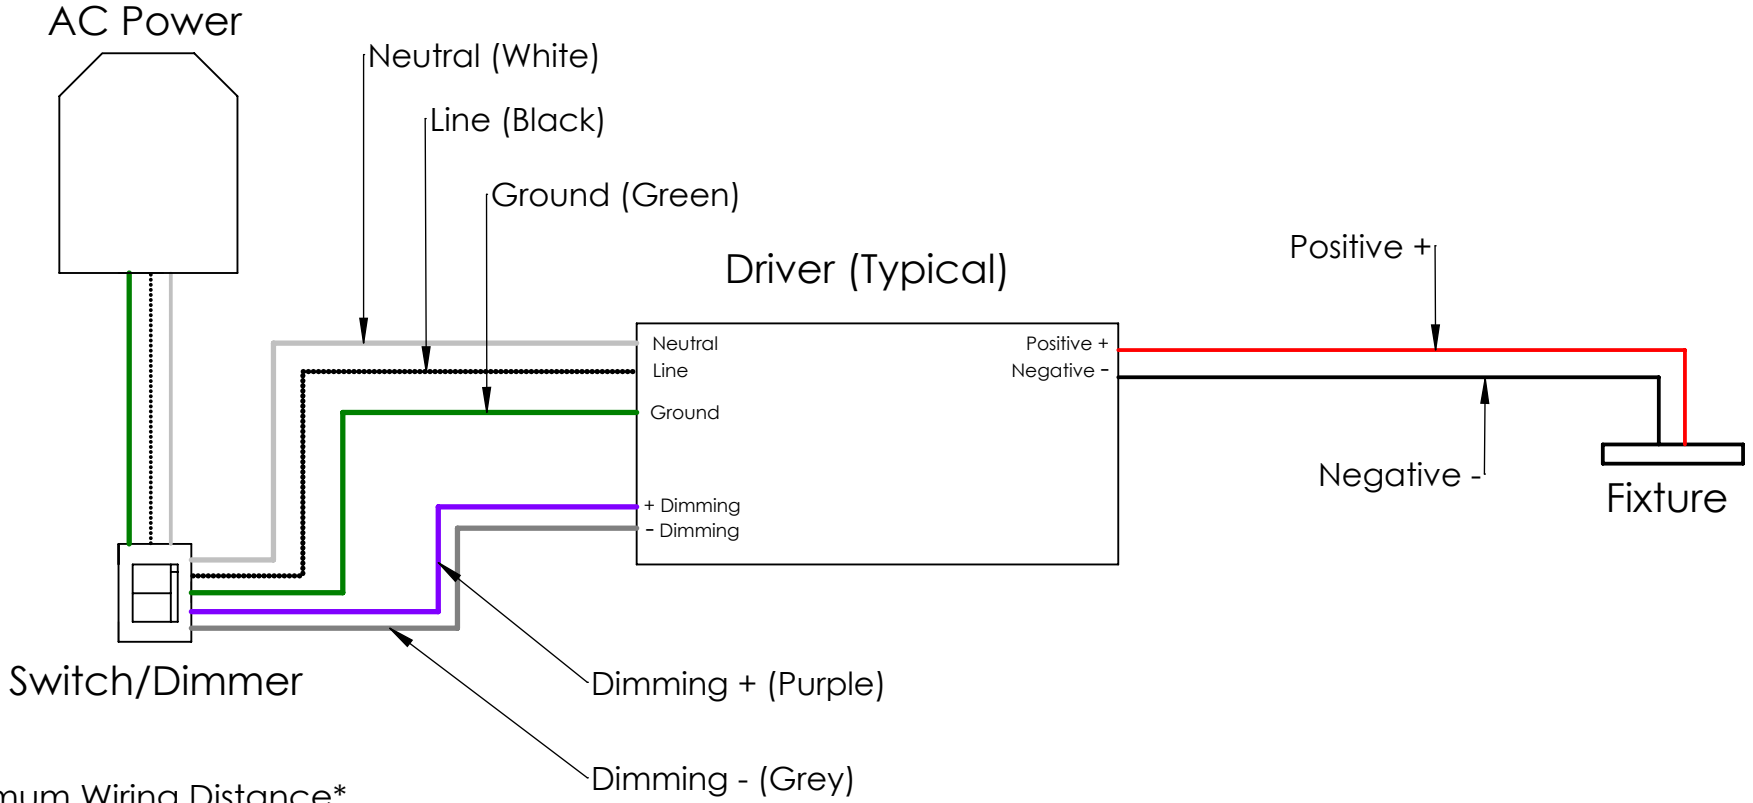 AC Power
Neutral (White)
Line (Black)
Ground (Green)
Driver (Typical)
Positive +
Neutral
Line
Ground
+ Dimming
- Dimming
Positive +
Negative -
Negative -
Fixture
Switch/Dimmer
Dimming + (Purple)
Dimming - (Grey)
Wiring Distance*